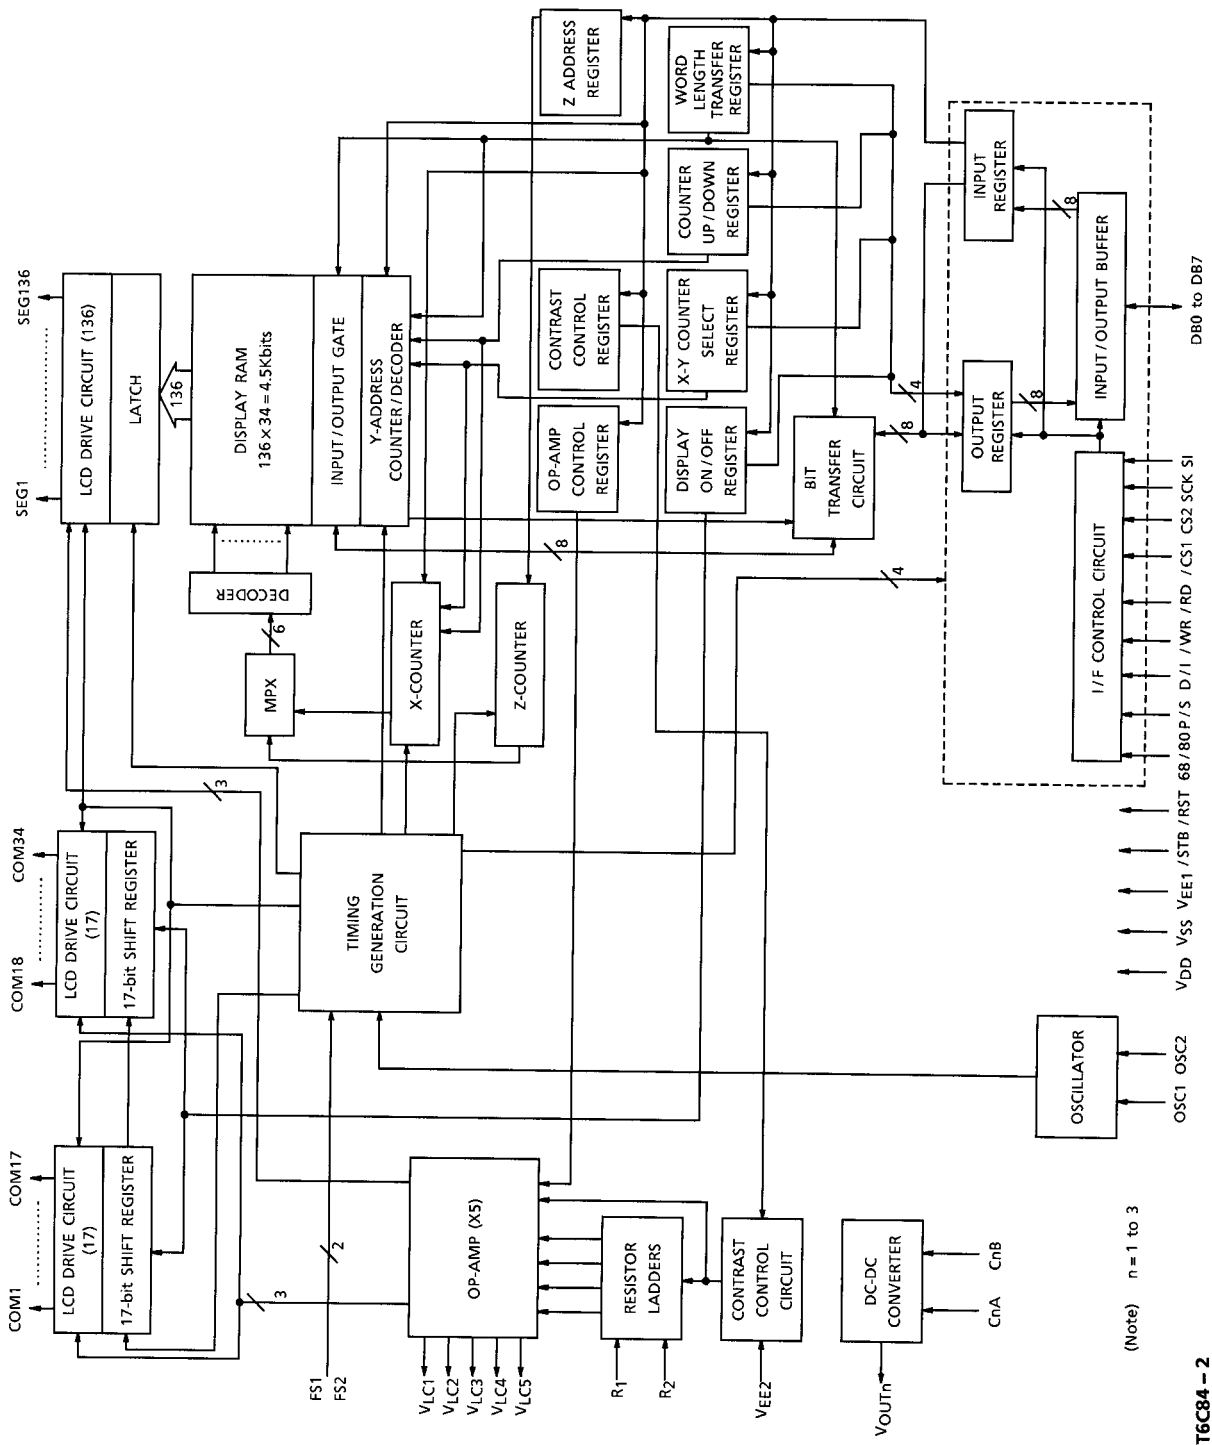 COM1
COM17
COM18
COM34
SEG1
SEG136
LCD DRIVE CIRCUIT
(17)
17-bit SHIFT REGISTER
LCD DRIVE CIRCUIT
(17)
17-bit SHIFT REGISTER
LCD DRIVE CIRCUIT (136)
LATCH
136
3
DISPLAY RAM
136×34=4.5Kbits
INPUT/OUTPUT GATE
Y-ADDRESS
COUNTER/DECODER
DECODER
6
MPX
X-COUNTER
Z-COUNTER
3
2
FS1
FS2
TIMING
GENERATION
CIRCUIT
8
Z ADDRESS
REGISTER
CONTRAST
CONTROL
REGISTER
OP-AMP
CONTROL
REGISTER
WORD
LENGTH
TRANSFER
REGISTER
COUNTER
UP/DOWN
REGISTER
X-Y COUNTER
SELECT
REGISTER
DISPLAY
ON/OFF
REGISTER
BIT
TRANSFER
CIRCUIT
8
4
4
OP-AMP (X5)
VLC1
VLC2
VLC3
VLC4
VLC5
RESISTOR
LADDERS
R1
R2
CONTRAST
CONTROL
CIRCUIT
VEE2
DC-DC
CONVERTER
VOUTn
CnA
CnB
OSCILLATOR
OSC1 OSC2
OUTPUT
REGISTER
INPUT
REGISTER
8
8
I/F CONTROL CIRCUIT
INPUT/OUTPUT BUFFER
VDD VSS VEE1 /STB /RST 68/80 P/S D/I /WR /RD /CS1 CS2 SCK SI
DB0 to DB7
(Note) n=1 to 3
T6C84–2